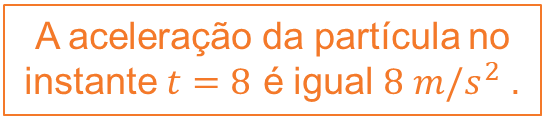 A aceleração da partícula no
instante t = 8 é igual 8 m/s² .